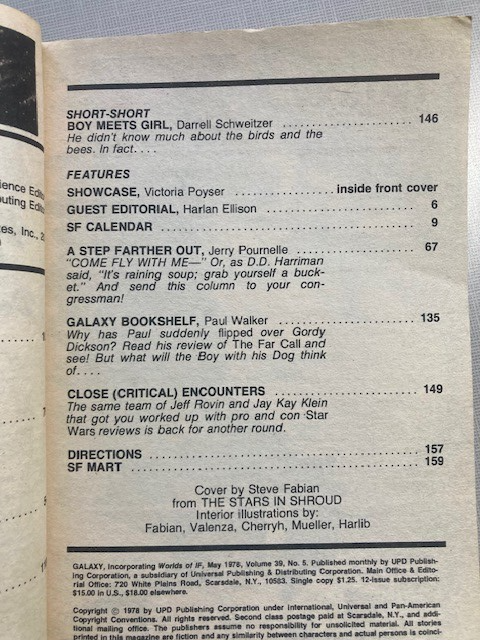 ience Edit
uting Edit
tes, Inc., 2
SHORT-SHORT
BOY MEETS GIRL, Darrell Schweitzer .................... 146
He didn't know much about the birds and the
bees. In fact....
FEATURES
SHOWCASE, Victoria Poyser ............... inside front cover
GUEST EDITORIAL, Harlan Ellison ........................ 6
SF CALENDAR ........................................ 9
A STEP FARTHER OUT, Jerry Pournelle .................. 67
"COME FLY WITH ME—" Or, as D.D. Harriman
said, "It's raining soup; grab yourself a buck-
et." And send this column to your con-
gressman!
GALAXY BOOKSHELF, Paul Walker ...................... 135
Why has Paul suddenly flipped over Gordy
Dickson? Read his review of The Far Call and
see! But what will the Boy with his Dog think
of....
CLOSE (CRITICAL) ENCOUNTERS ...................... 149
The same team of Jeff Rovin and Jay Kay Klein
that got you worked up with pro and con Star
Wars reviews is back for another round.
DIRECTIONS ........................................ 157
SF MART .......................................... 159
Cover by Steve Fabian
from THE STARS IN SHROUD
Interior illustrations by:
Fabian, Valenza, Cherryh, Mueller, Harlib
GALAXY, Incorporating Worlds of IF, May 1978, Volume 39, No. 5. Published monthly by UPD Publish-
ing Corporation, a subsidiary of Universal Publishing & Distributing Corporation. Main Office & Edito-
rial Office: 720 White Plains Road, Scarsdale, N.Y., 10583. Single copy $1.25. 12-issue subscription:
$15.00 in U.S., $18.00 elsewhere.
Copyright © 1978 by UPD Publishing Corporation under International, Universal and Pan-American
Copyright Conventions. All rights reserved. Second class postage paid at Scarsdale, N.Y., and addi-
tional mailing office. The publishers assume no responsibility for unsolicited material. All stories
printed in this magazine are fiction and any similarity between characters and actual persons is conci-